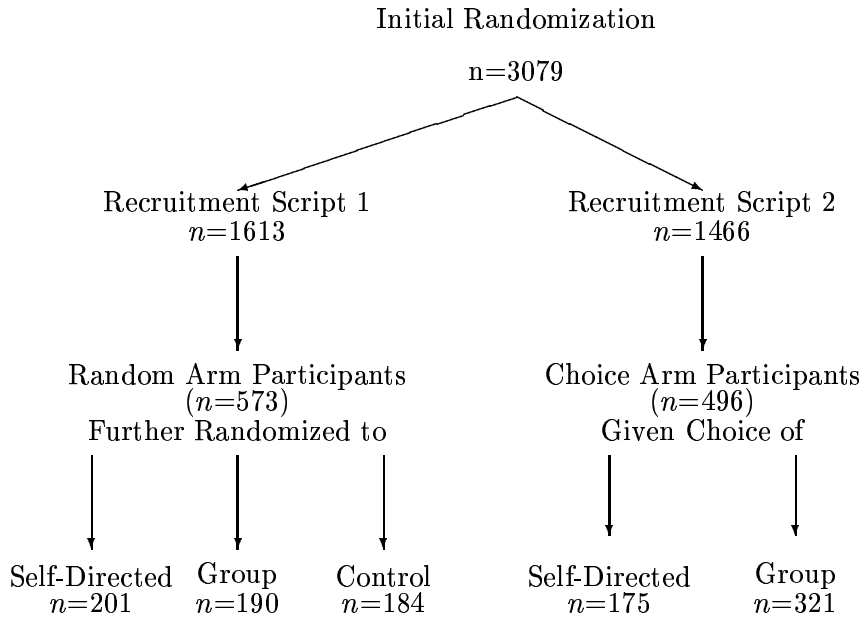 Initial Randomization
n=3079
Recruitment Script 1
n=1613
Recruitment Script 2
n=1466
Random Arm Participants
(n=573)
Further Randomized to
Choice Arm Participants
(n=496)
Given Choice of
Self-Directed
n=201
Group
n=190
Control
n=184
Self-Directed
n=175
Group
n=321